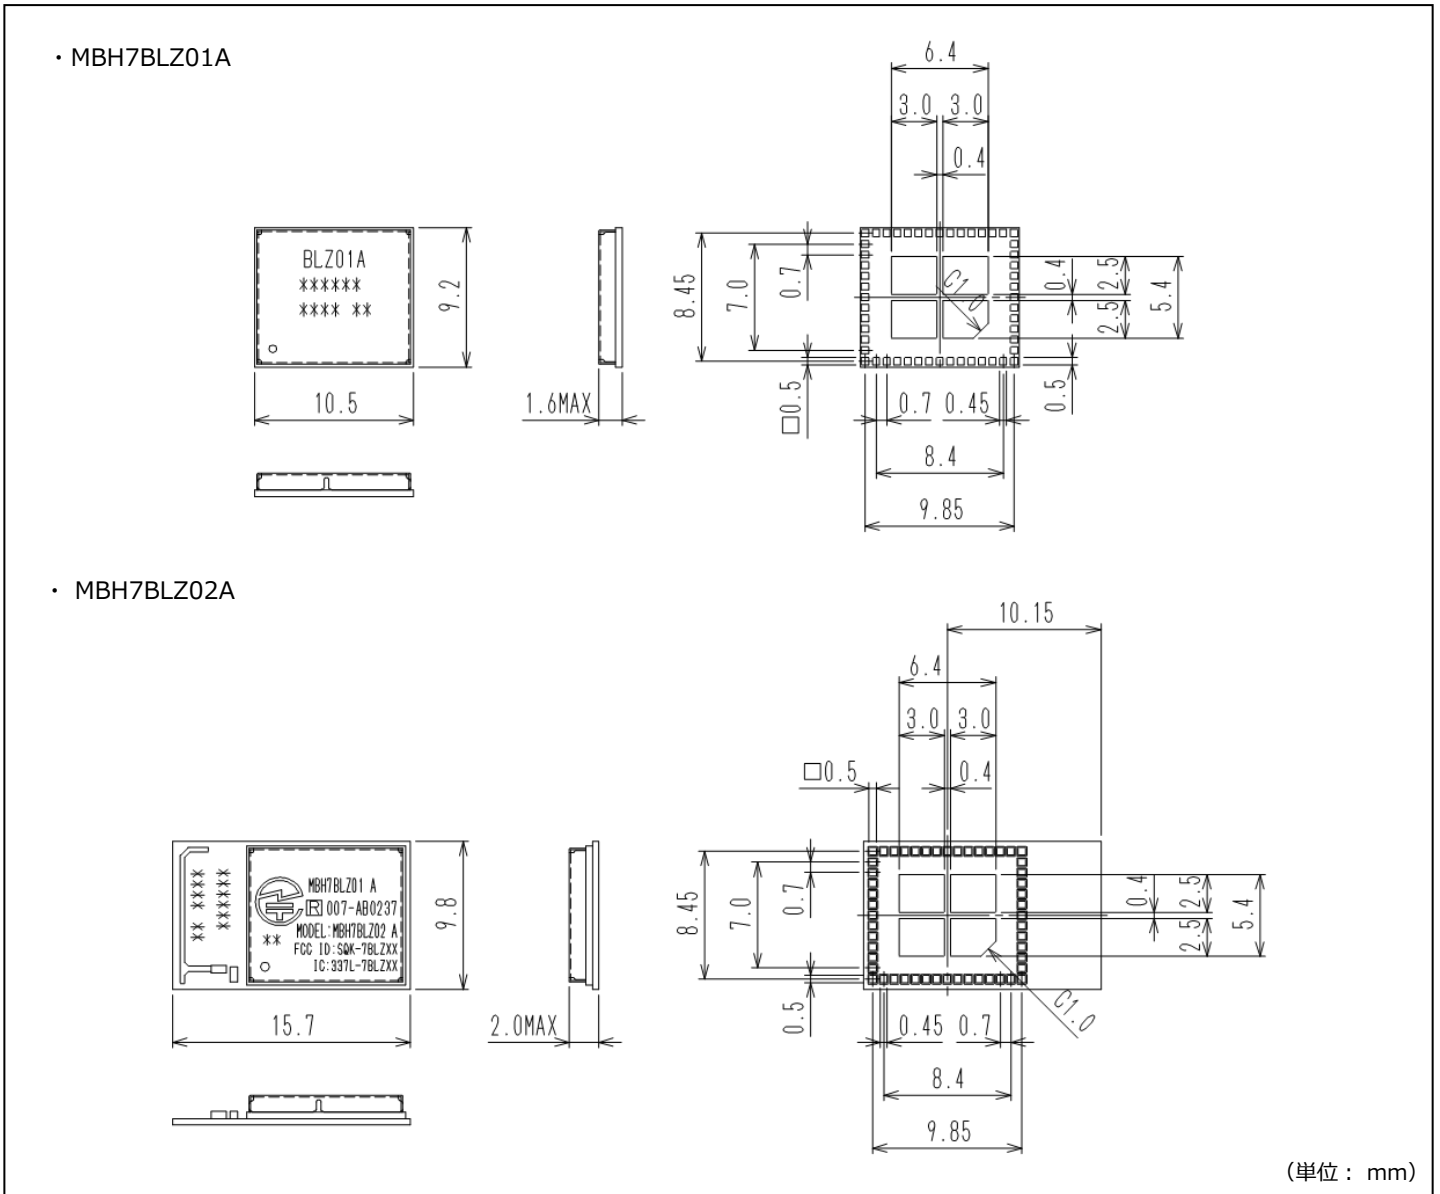 ・MBH7BLZ01A
6.4
3.0 3.0
0.4
BLZ01A
******
**** **
9.2
10.5
1.6MAX
8.45
7.0
0.7
□0.5
C1.0
0.4
2.5
2.5
5.4
0.7 0.45
0.5
8.4
9.85
・ MBH7BLZ02A
10.15
6.4
3.0 3.0
□0.5
0.4
MBH7BLZ01 A
R 007-AB0237
MODEL:MBH7BLZ02 A
**
FCC ID:SQK-7BLZXX
IC:337L-7BLZXX
9.8
15.7
2.0MAX
8.45
7.0
0.7
0.5
0.4
2.5
2.5
5.4
C1.0
0.45 0.7
8.4
9.85
（単位： mm）